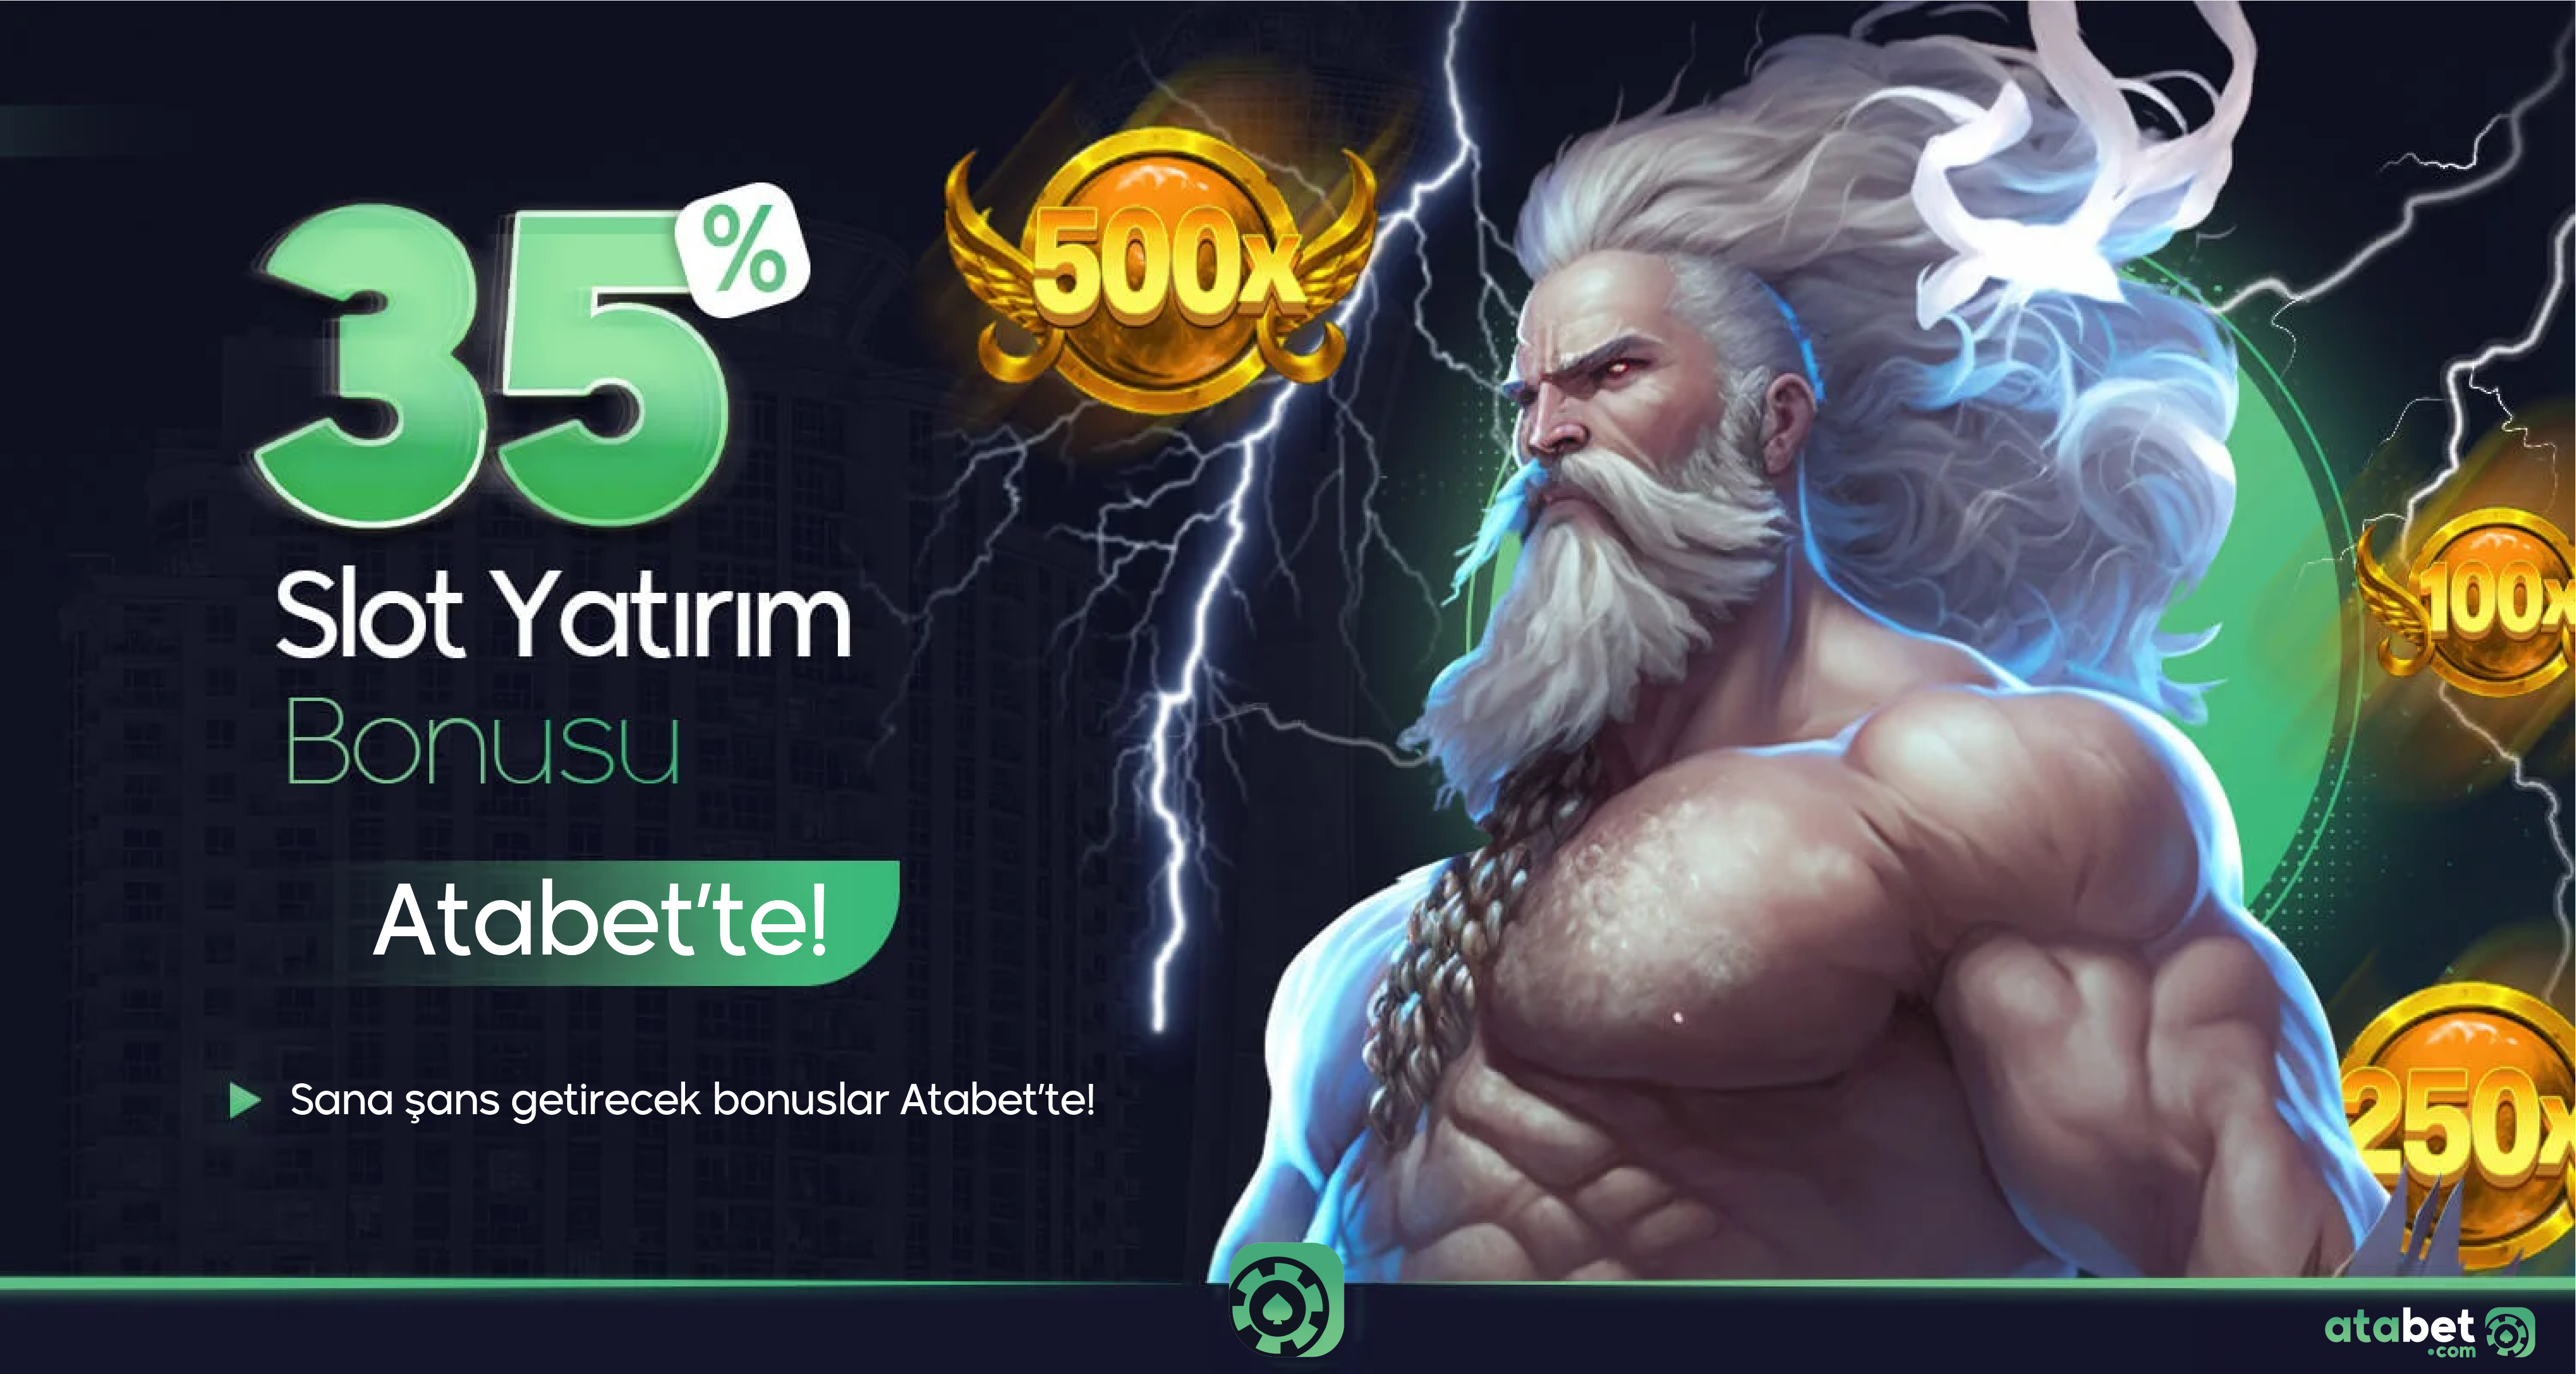 35%
Slot Yatırım
Bonusu
Atabet’te!
Sana şans getirecek bonuslar Atabet’te!
500x
100x
250x
atabet
.com